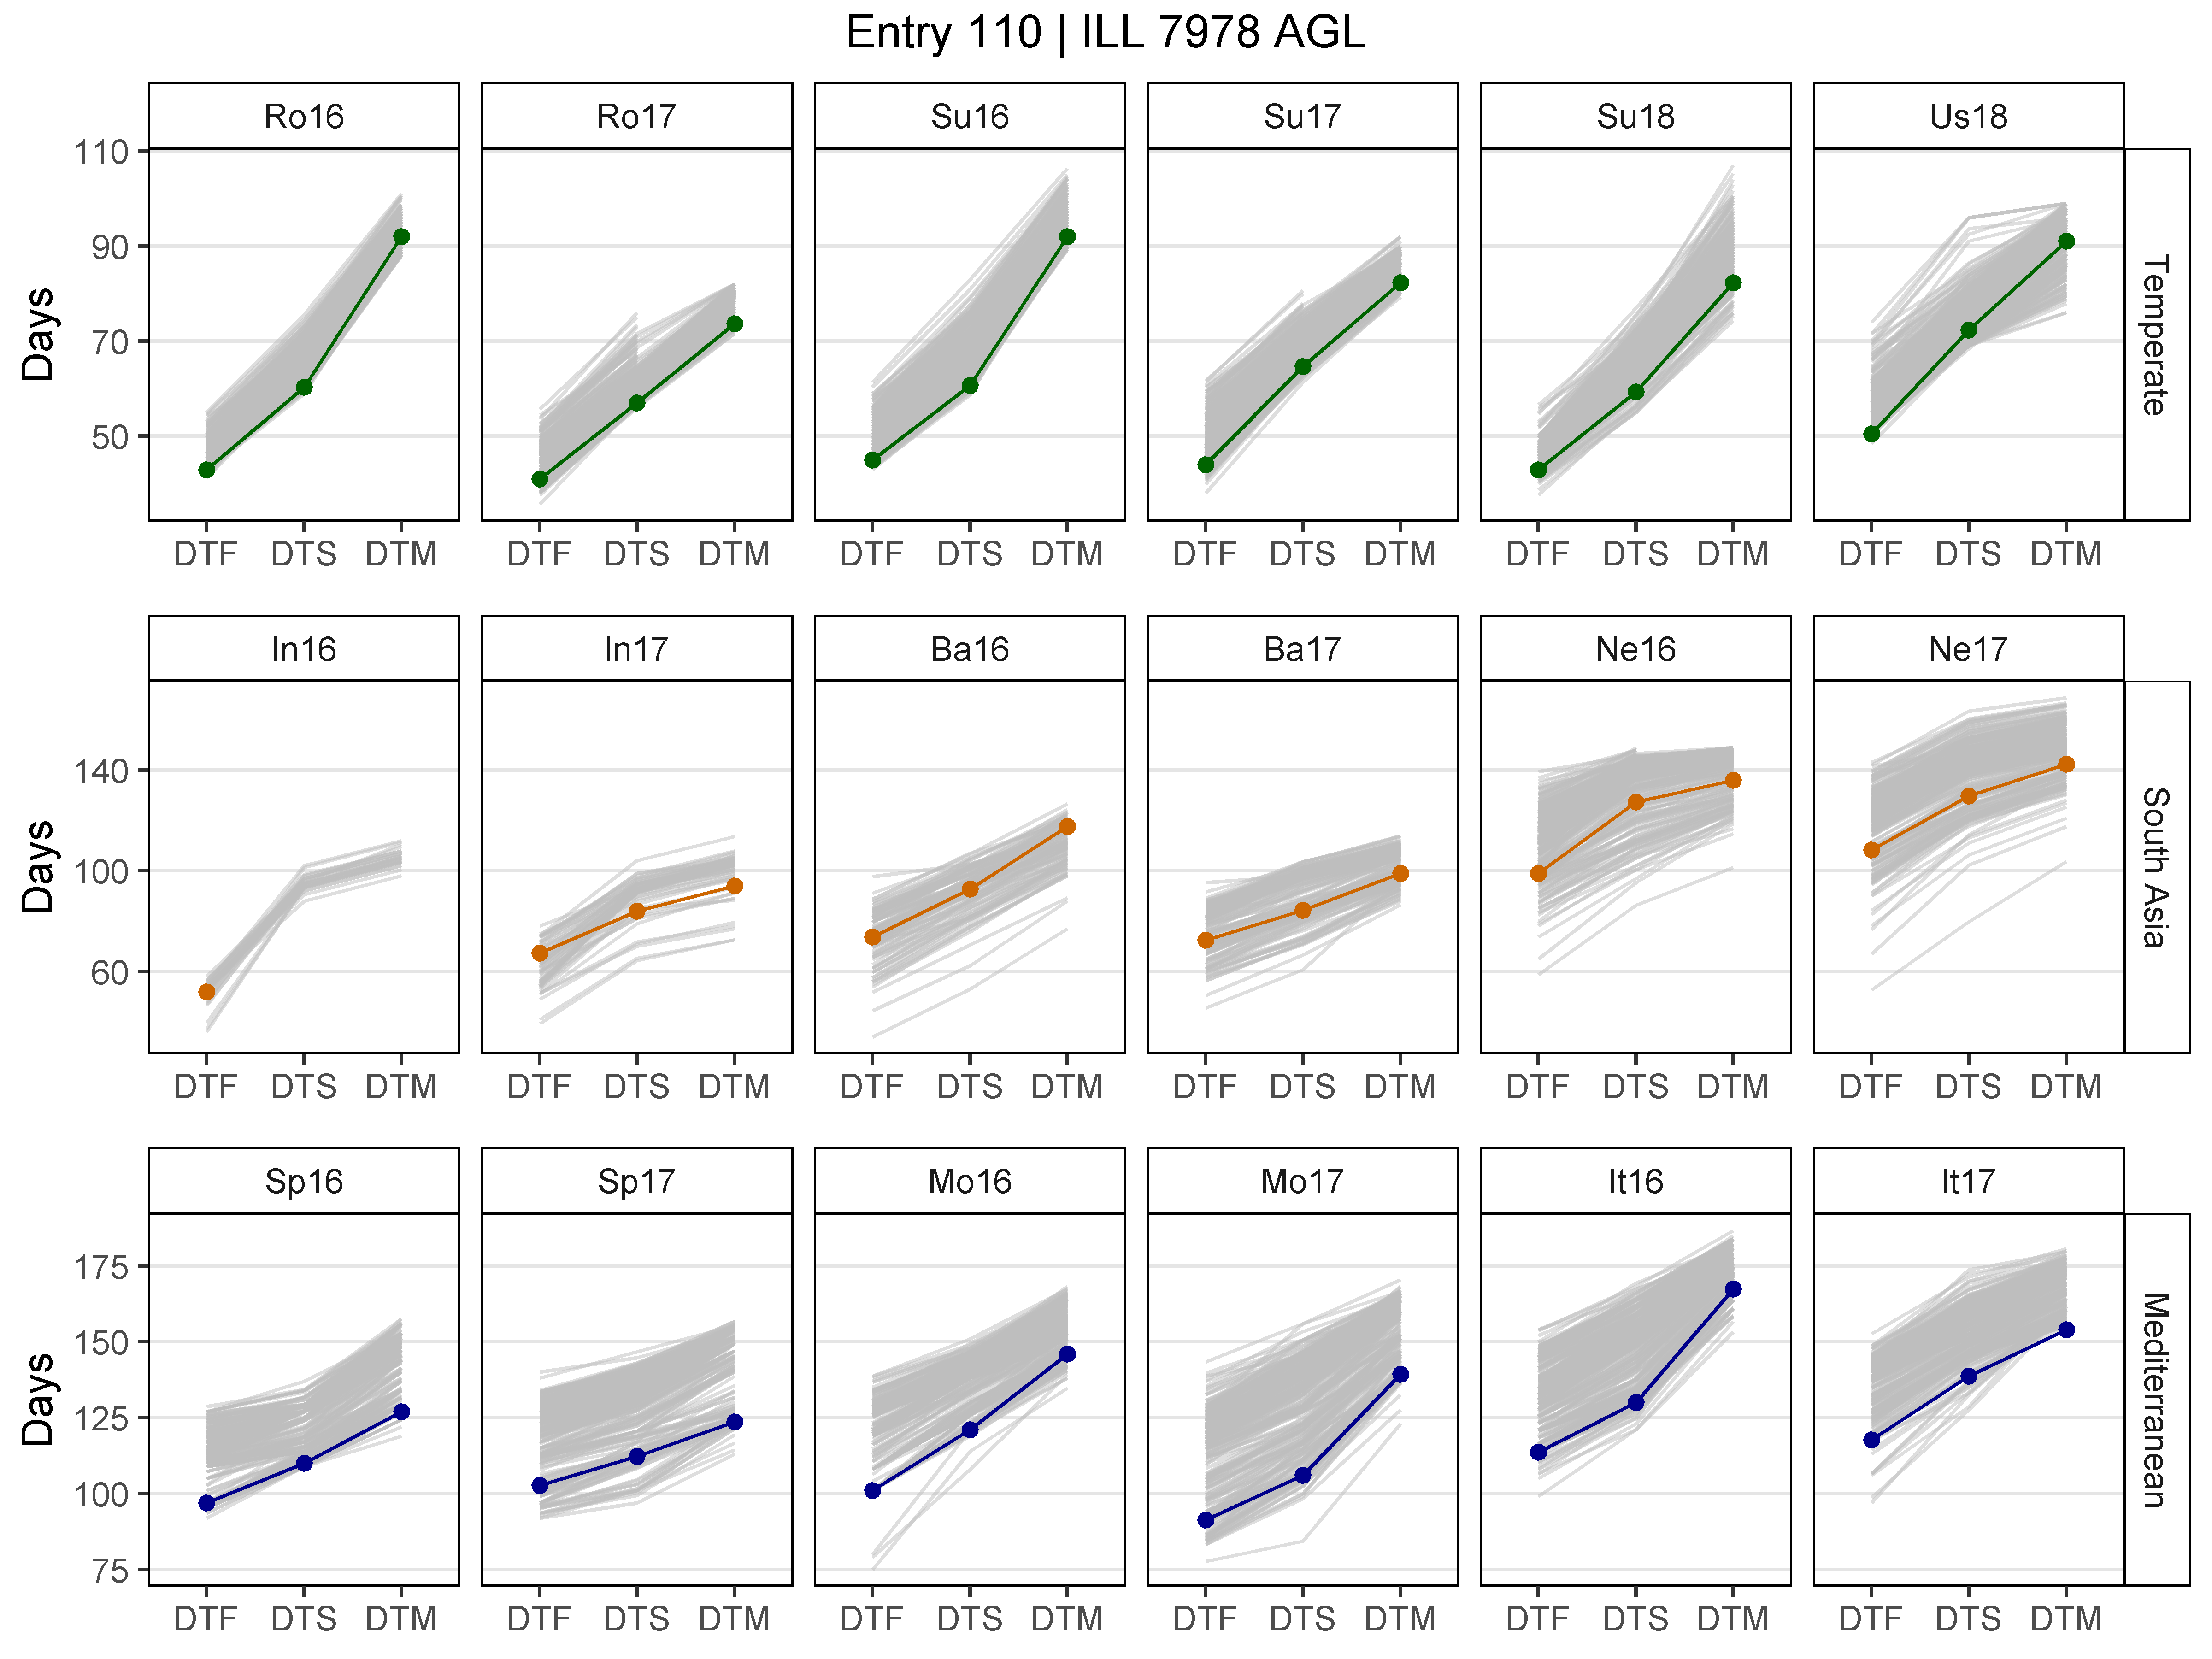 Entry 110 | ILL 7978 AGL
Ro16 Ro17 Su16 Su17 Su18 Us18
110
90
70
50
Days
Temperate
DTF DTS DTM DTF DTS DTM DTF DTS DTM DTF DTS DTM DTF DTS DTM DTF DTS DTM
In16 In17 Ba16 Ba17 Ne16 Ne17
140
100
60
Days
South Asia
DTF DTS DTM DTF DTS DTM DTF DTS DTM DTF DTS DTM DTF DTS DTM DTF DTS DTM
Sp16 Sp17 Mo16 Mo17 It16 It17
175
150
125
100
75
Days
Mediterranean
DTF DTS DTM DTF DTS DTM DTF DTS DTM DTF DTS DTM DTF DTS DTM DTF DTS DTM